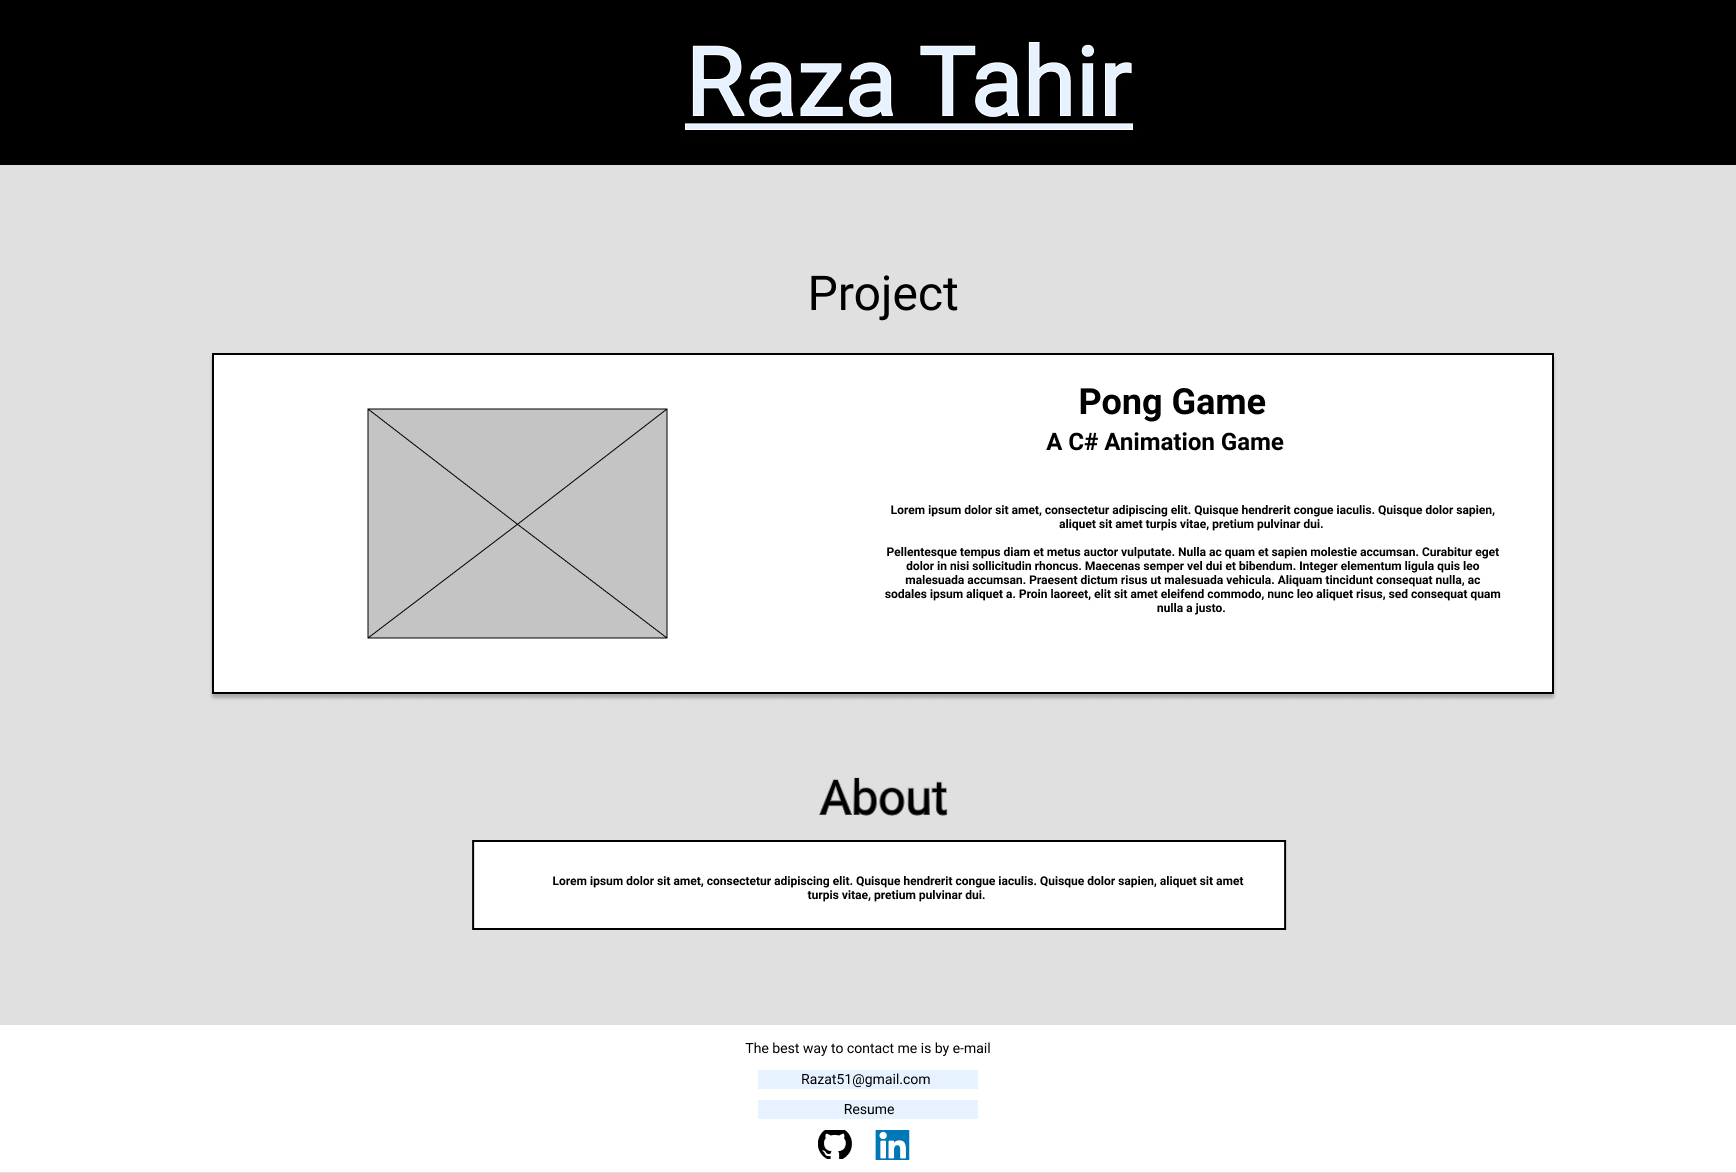 Raza Tahir
Project
Pong Game
A C# Animation Game
Lorem ipsum dolor sit amet, consectetur adipiscing elit. Quisque hendrerit congue iaculis. Quisque dolor sapien,
aliquet sit amet turpis vitae, pretium pulvinar dui.
Pellentesque tempus diam et metus auctor vulputate. Nulla ac quam et sapien molestie accumsan. Curabitur eget
dolor in nisi sollicitudin rhoncus. Maecenas semper vel dui et bibendum. Integer elementum ligula quis leo
malesuada accumsan. Praesent dictum risus ut malesuada vehicula. Aliquam tincidunt consequat nulla, ac
sodales ipsum aliquet a. Proin laoreet, elit sit amet eleifend commodo, nunc leo aliquet risus, sed consequat quam
nulla a justo.
About
Lorem ipsum dolor sit amet, consectetur adipiscing elit. Quisque hendrerit congue iaculis. Quisque dolor sapien, aliquet sit amet
turpis vitae, pretium pulvinar dui.
The best way to contact me is by e-mail
Razat51@gmail.com
Resume
in